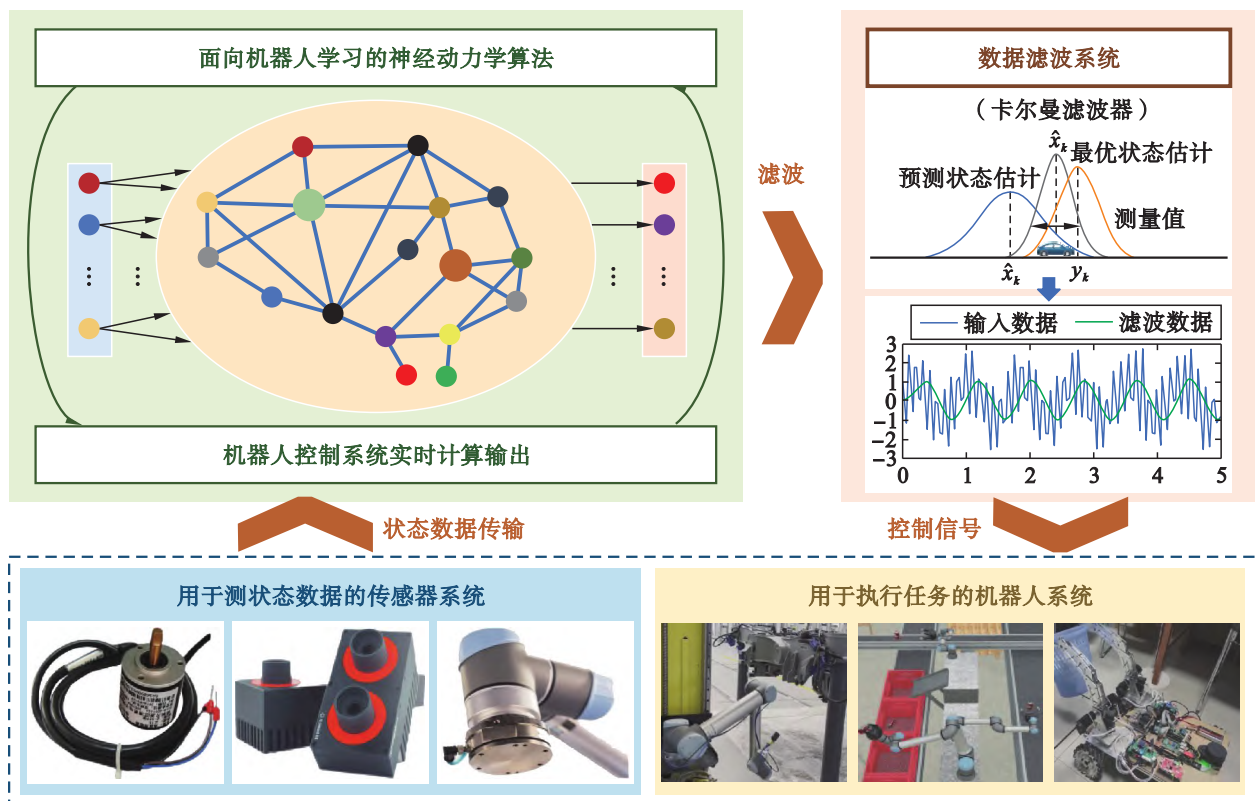 面向机器人学习的神经动力学算法
⋮
⋮
⋮
⋮
机器人控制系统实时计算输出
滤波
数据滤波系统
（卡尔曼滤波器）
x̂ₖ
最优状态估计
预测状态估计
测量值
x̂ₖ
yₖ
输入数据
滤波数据
3
2
1
0
−1
−2
−3
0 1 2 3 4 5
状态数据传输
控制信号
用于测状态数据的传感器系统
用于执行任务的机器人系统